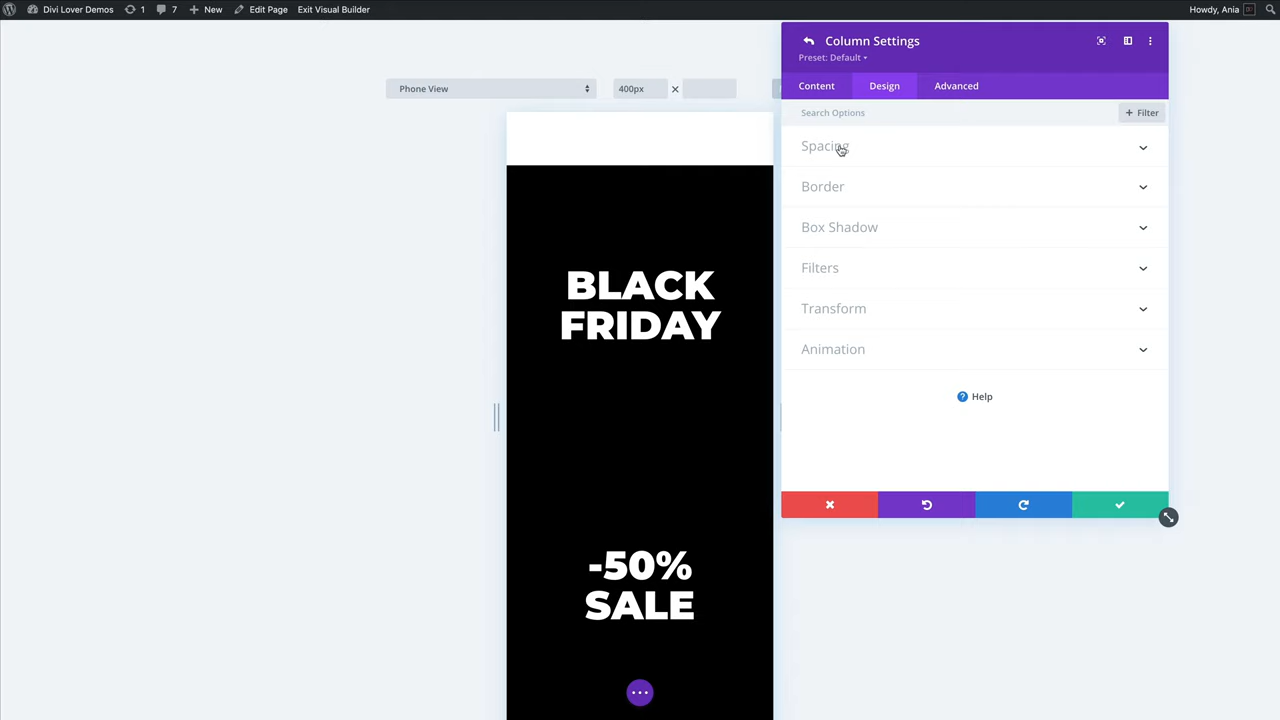 Divi Lover Demos 1 7 New Edit Page Exit Visual Builder Howdy, Ania
Column Settings
Preset: Default
Phone View 400px
Content Design Advanced
Search Options Filter
Spacing
Border
Box Shadow
Filters
Transform
Animation
Help
BLACK
FRIDAY
-50%
SALE